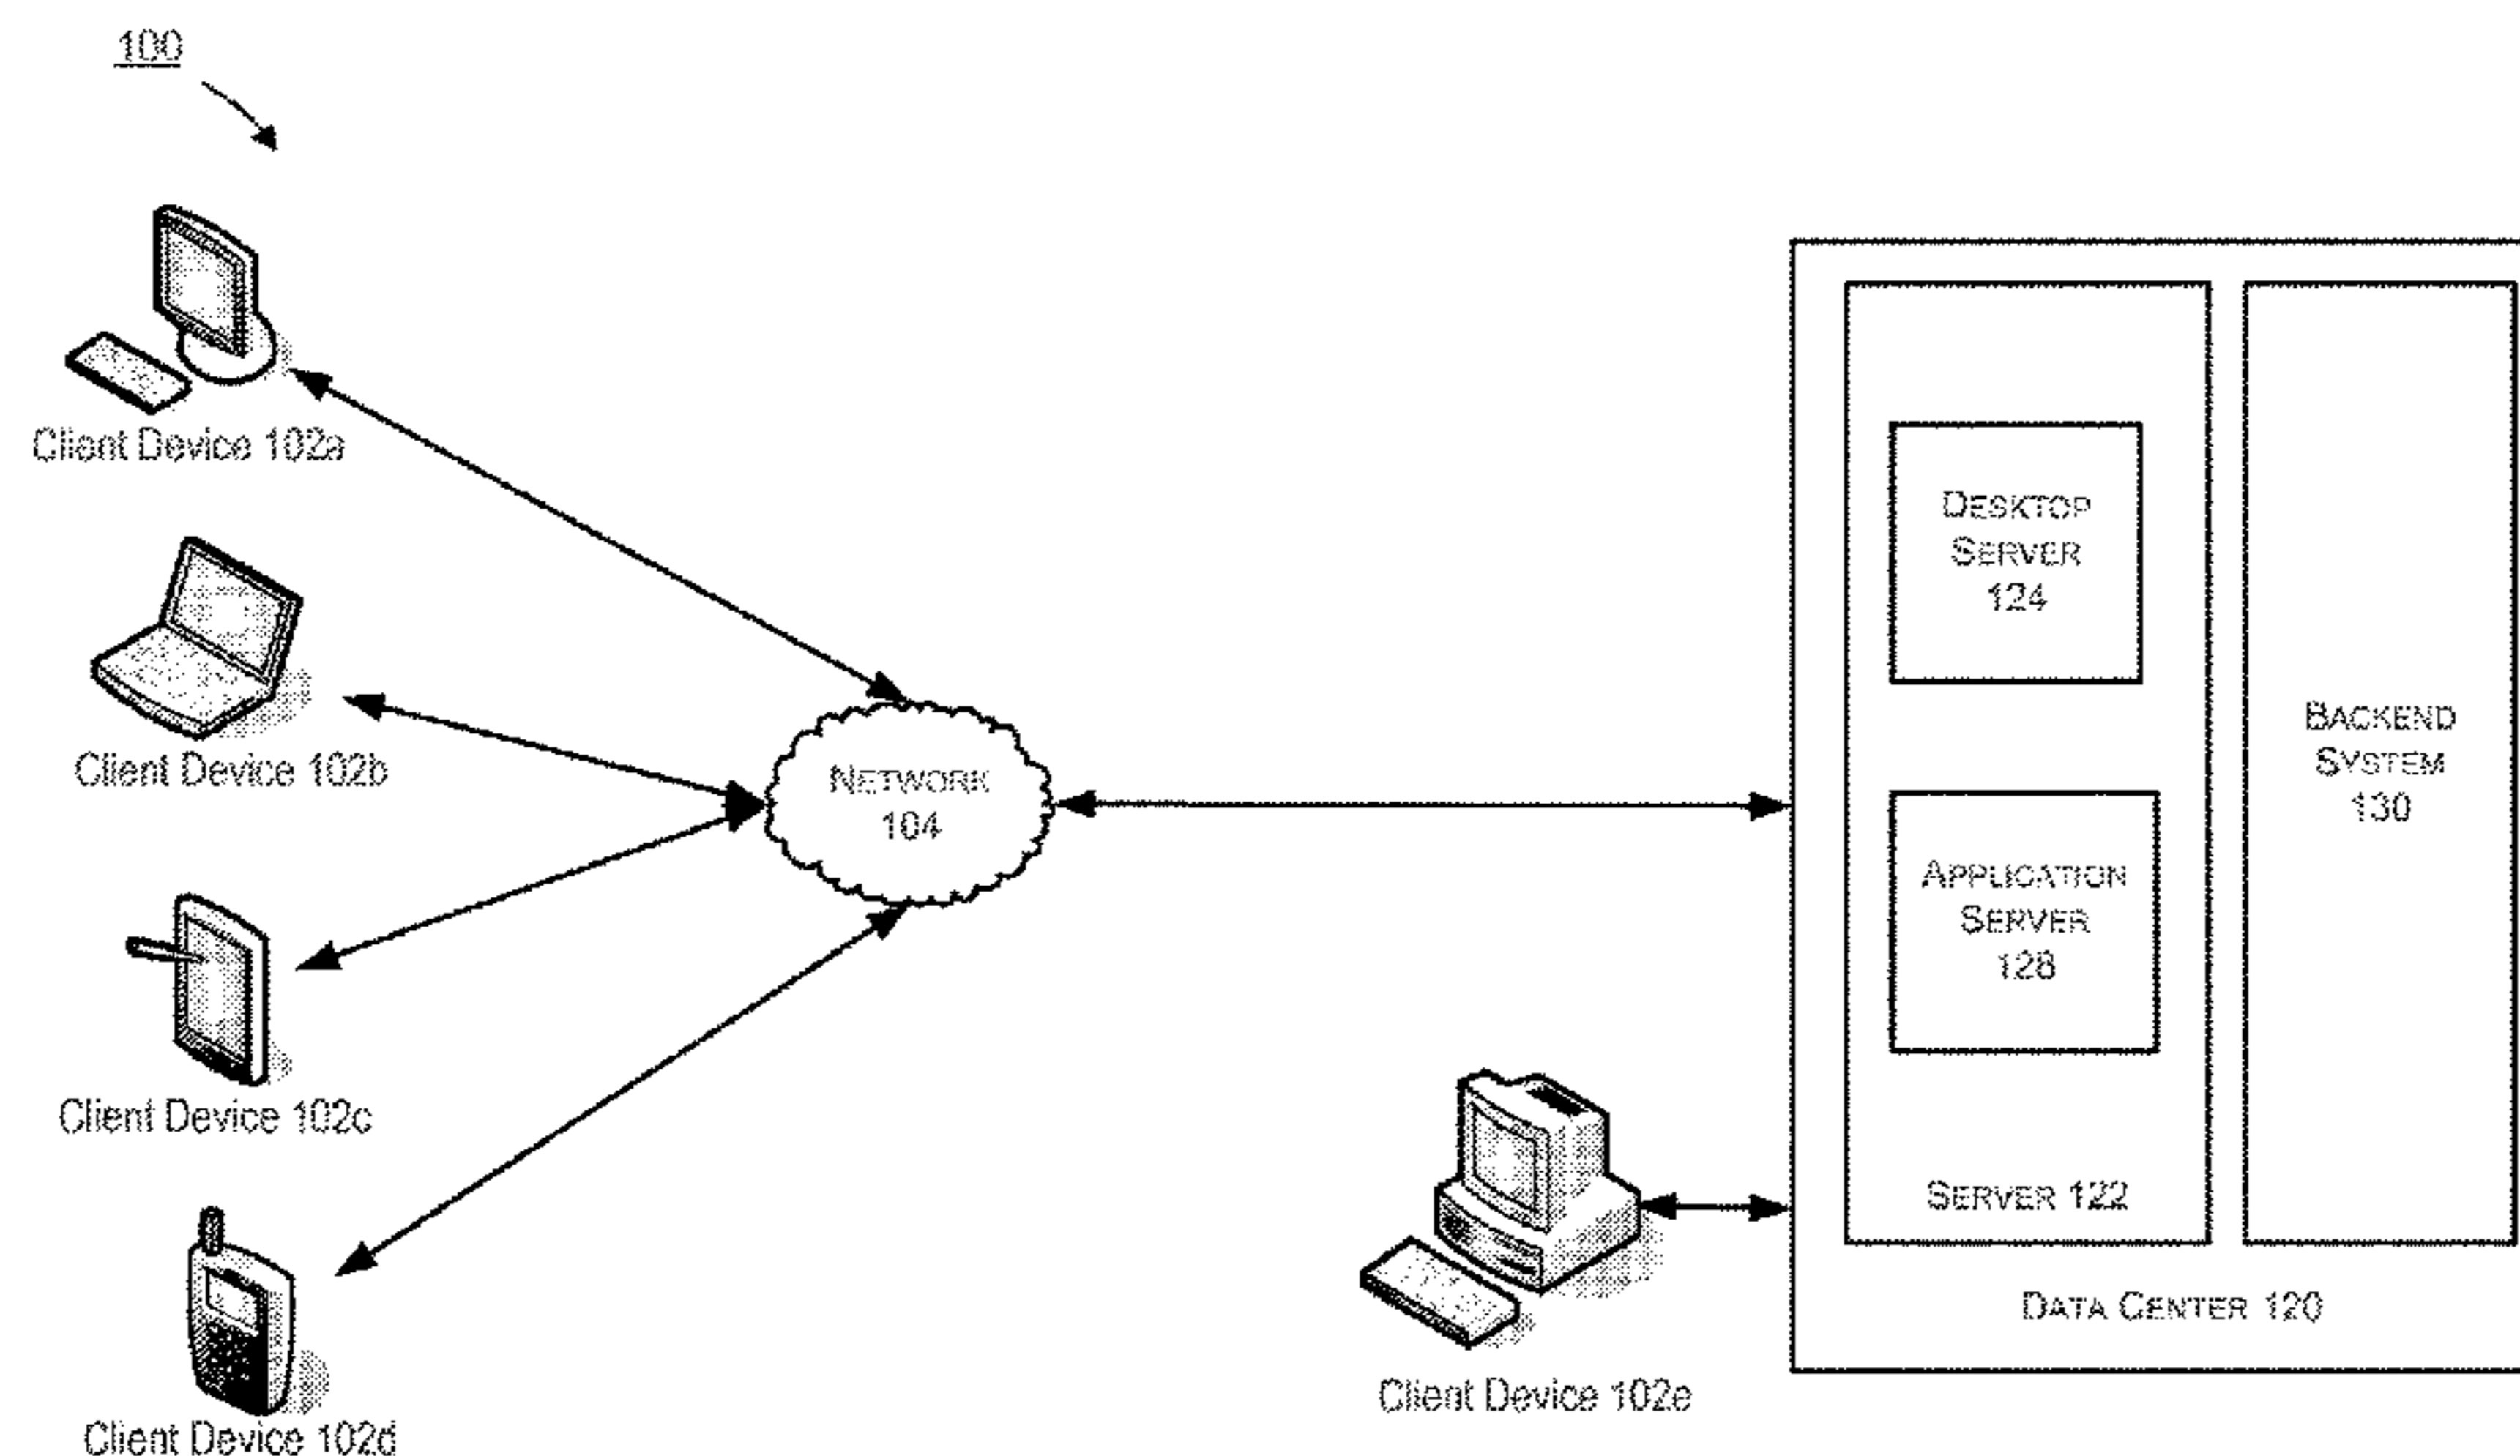 100
Client Device 102a
Client Device 102b
Client Device 102c
Client Device 102d
NETWORK
104
Client Device 102e
DESKTOP
SERVER
124
APPLICATION
SERVER
128
SERVER 122
BACKEND
SYSTEM
130
DATA CENTER 120